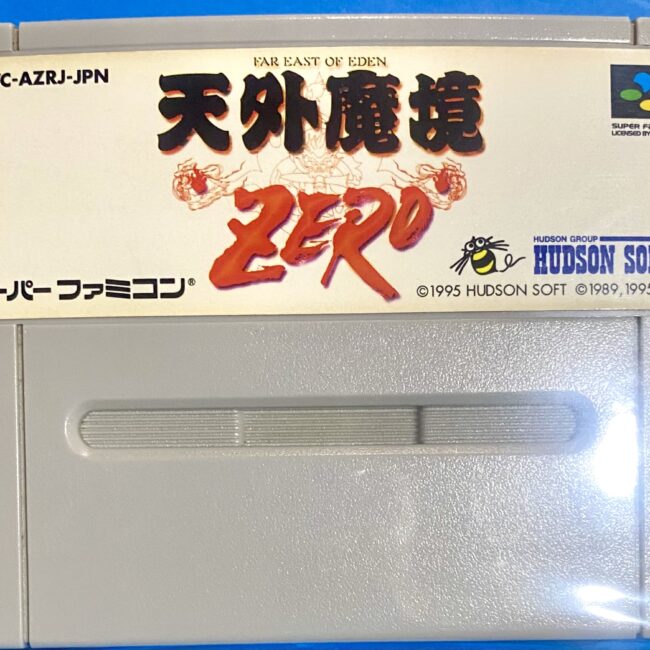 C-AZRJ-JPN
FAR EAST OF EDEN
天外魔境
ZERO
SUPER F
LICENSED BY
HUDSON GROUP
HUDSON SO
ーパーファミコン®
©1995 HUDSON SOFT ©1989, 1995